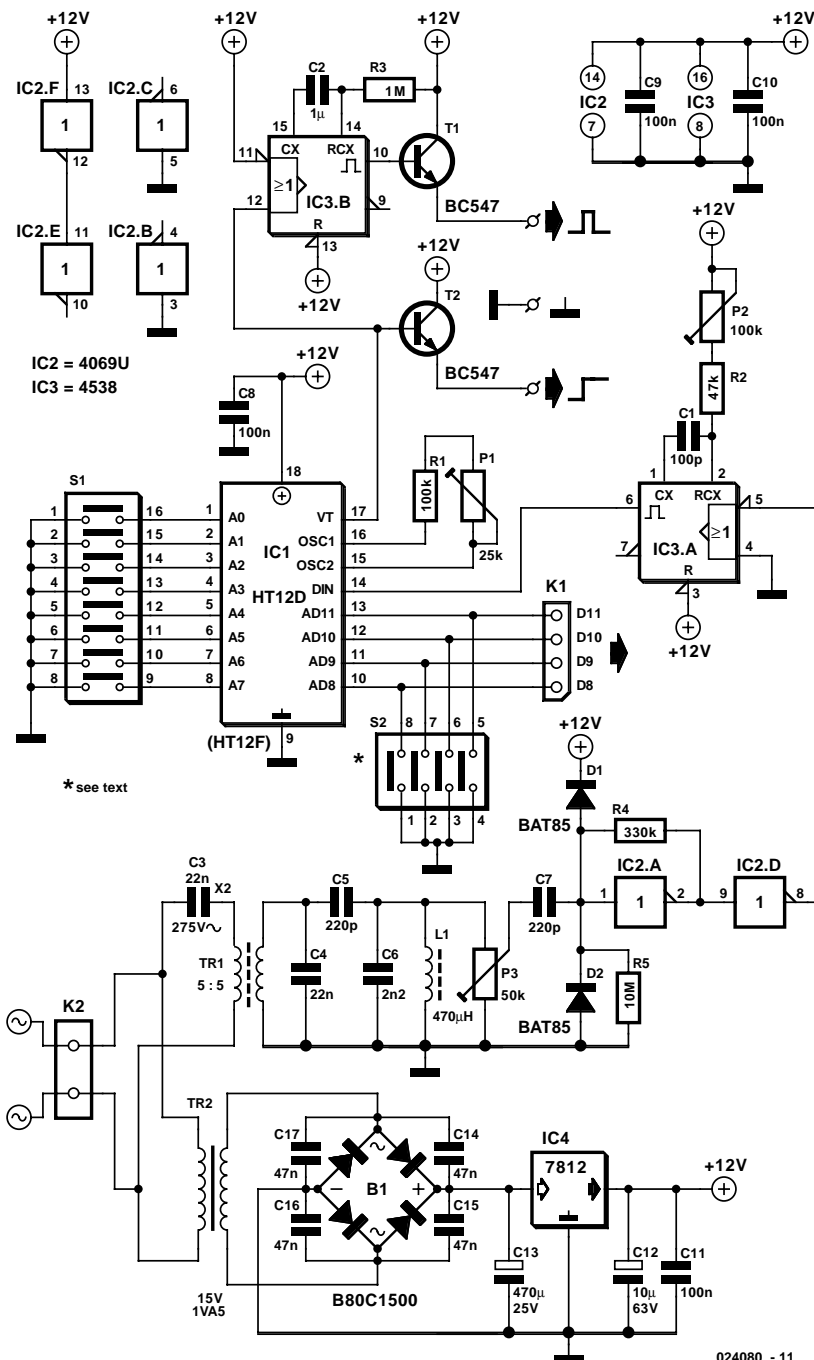 +12V
+12V
+12V
+12V
IC2.F 13
IC2.C 6
1
1
12
5
IC2.E 11
IC2.B 4
1
1
10
3
IC2 = 4069U
IC3 = 4538
C2
1µ
R3
1M
15
14
CX
RCX
11
≥1
12
IC3.B
10
9
R
13
+12V
T1
BC547
+12V
T2
BC547
14
IC2
7
C9
100n
16
IC3
8
C10
100n
+12V
P2
100k
R2
47k
C1
100p
1
2
CX
RCX
6
7
≥1
5
4
IC3.A
R
3
+12V
+12V
C8
100n
18
S1
1
2
3
4
5
6
7
8
16
15
14
13
12
11
10
9
1
2
3
4
5
6
7
8
A0
A1
A2
A3
A4
A5
A6
A7
IC1
HT12D
VT
OSC1
OSC2
DIN
AD11
AD10
AD9
AD8
17
16
15
14
13
12
11
10
9
(HT12F)
R1
100k
P1
25k
K1
D11
D10
D9
D8
S2
8
7
6
5
*
1
2
3
4
* see text
+12V
D1
BAT85
R4
330k
IC2.A
1
1
2
IC2.D
9
1
8
C3
22n
X2
275V～
TR1
5 : 5
C5
220p
C4
22n
C6
2n2
L1
470µH
P3
50k
C7
220p
D2
BAT85
R5
10M
K2
TR2
15V
1VA5
C17
47n
C16
47n
C14
47n
C15
47n
B1
–
+
B80C1500
IC4
7812
+12V
C13
470µ
25V
C12
10µ
63V
C11
100n
024080 - 11